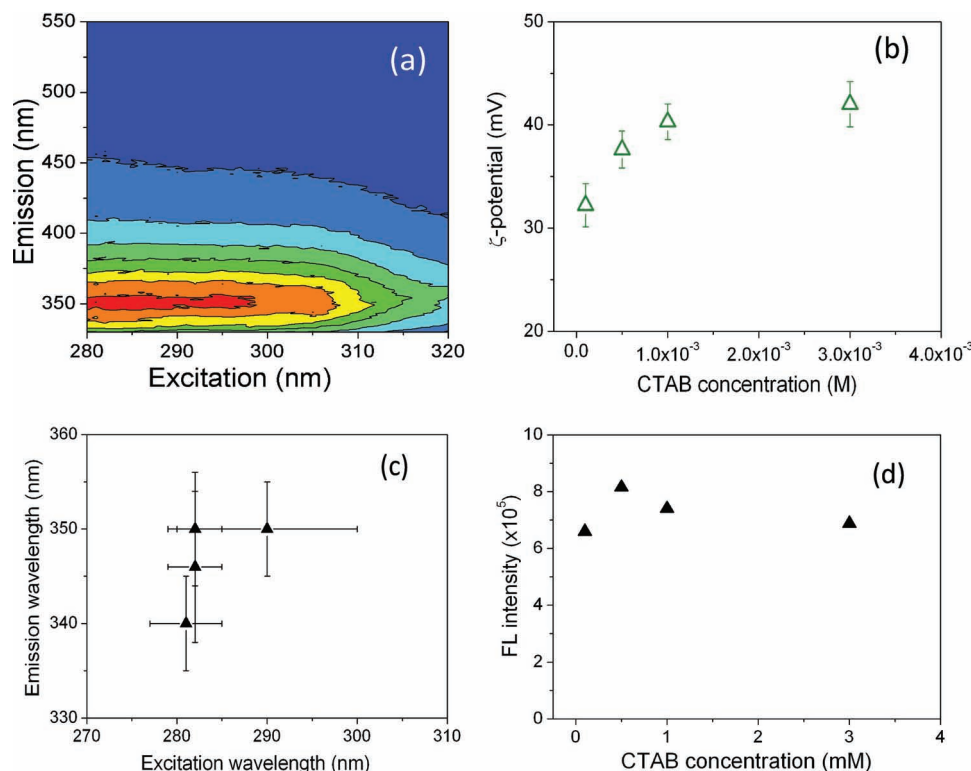 (a)
550
500
450
400
350
Emission (nm)
280 290 300 310 320
Excitation (nm)
(b)
50
40
30
20
ζ-potential (mV)
0.0 1.0x10⁻³ 2.0x10⁻³ 3.0x10⁻³ 4.0x10⁻³
CTAB concentration (M)
(c)
360
350
340
330
Emission wavelength (nm)
270 280 290 300 310
Excitation wavelength (nm)
(d)
10
8
6
4
2
0
FL intensity (x10⁵)
0 1 2 3 4
CTAB concentration (mM)